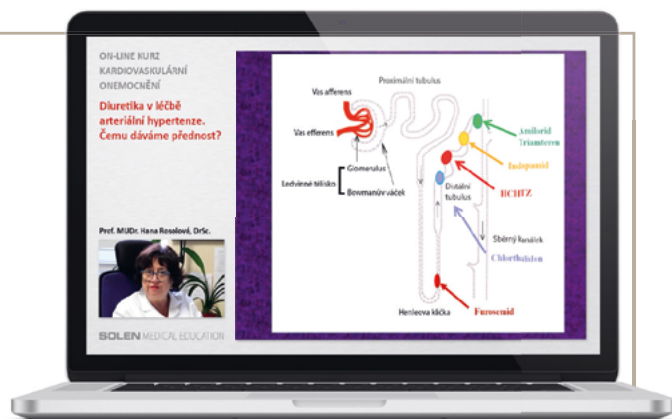 ON-LINE KURZ
KARDIOVASKULÁRNÍ
ONEMOCNĚNÍ
Diuretika v léčbě
arteriální hypertenze.
Čemu dáváme přednost?
Prof. MUDr. Hana Rosolová, DrSc.
SOLEN MEDICAL EDUCATION
Proximální tubulus
Vas afferens
Vas efferens
Glomerulus
Ledvinné tělísko
Bowmanův váček
Amilorid
Triamteren
Indapamid
HCHTZ
Distální
tubulus
Sběrný kanálek
Chlorthalidon
Henleova klička
Furosemid